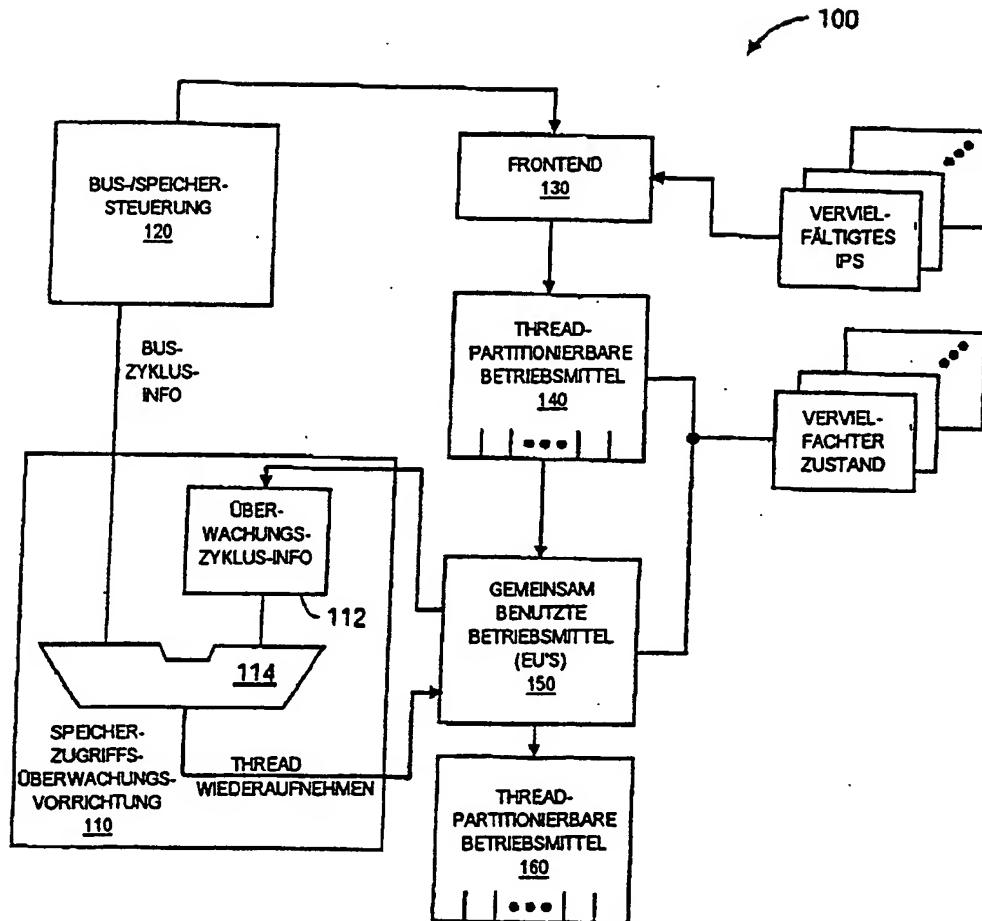 100
BUS-/SPEICHER-
STEUERUNG
120
FRONTEND
130
VERVIEL-
FÄLTIGTES
IPS
BUS-
ZYKLUS-
INFO
THREAD-
PARTITIONIERBARE
BETRIEBSMITTEL
140
VERVIEL-
FACHTER
ZUSTAND
ÜBER-
WACHUNGS-
ZYKLUS-INFO
112
114
GEMEINSAM
BENUTZTE
BETRIEBSMITTEL
(EU'S)
150
SPEICHER-
ZUGRIFFS-
ÜBERWACHUNGS-
VORRICHTUNG
110
THREAD
WIEDERAUFNEHMEN
THREAD-
PARTITIONIERBARE
BETRIEBSMITTEL
160